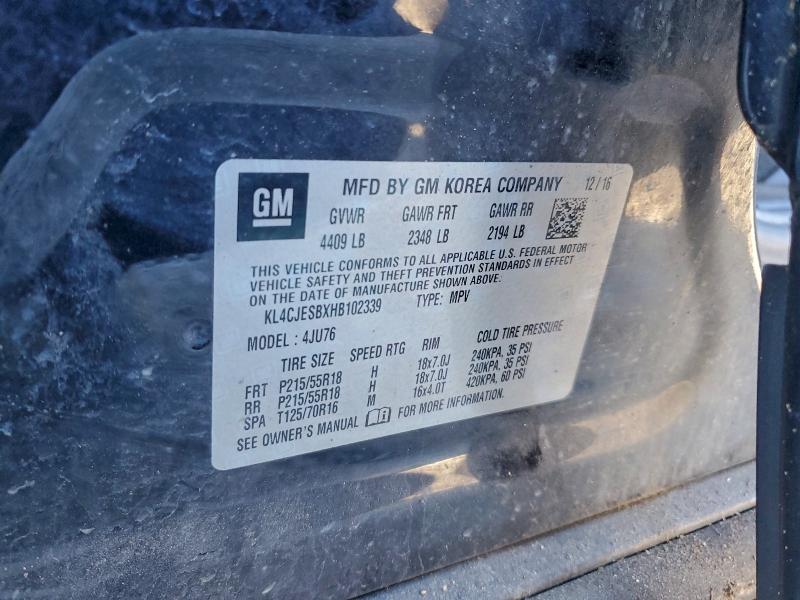 GM
MFD BY GM KOREA COMPANY 12/16
GVWR GAWR FRT GAWR RR
4409 LB 2348 LB 2194 LB
THIS VEHICLE CONFORMS TO ALL APPLICABLE U.S. FEDERAL MOTOR
VEHICLE SAFETY AND THEFT PREVENTION STANDARDS IN EFFECT
ON THE DATE OF MANUFACTURE SHOWN ABOVE.
KL4CJESBXHB102339 TYPE: MPV
MODEL: 4JU76
TIRE SIZE SPEED RTG RIM COLD TIRE PRESSURE
FRT P215/55R18 H 18x7.0J 240KPA, 35 PSI
RR P215/55R18 H 18x7.0J 240KPA, 35 PSI
SPA T125/70R16 M 16x4.0T 420KPA, 60 PSI
SEE OWNER'S MANUAL FOR MORE INFORMATION.